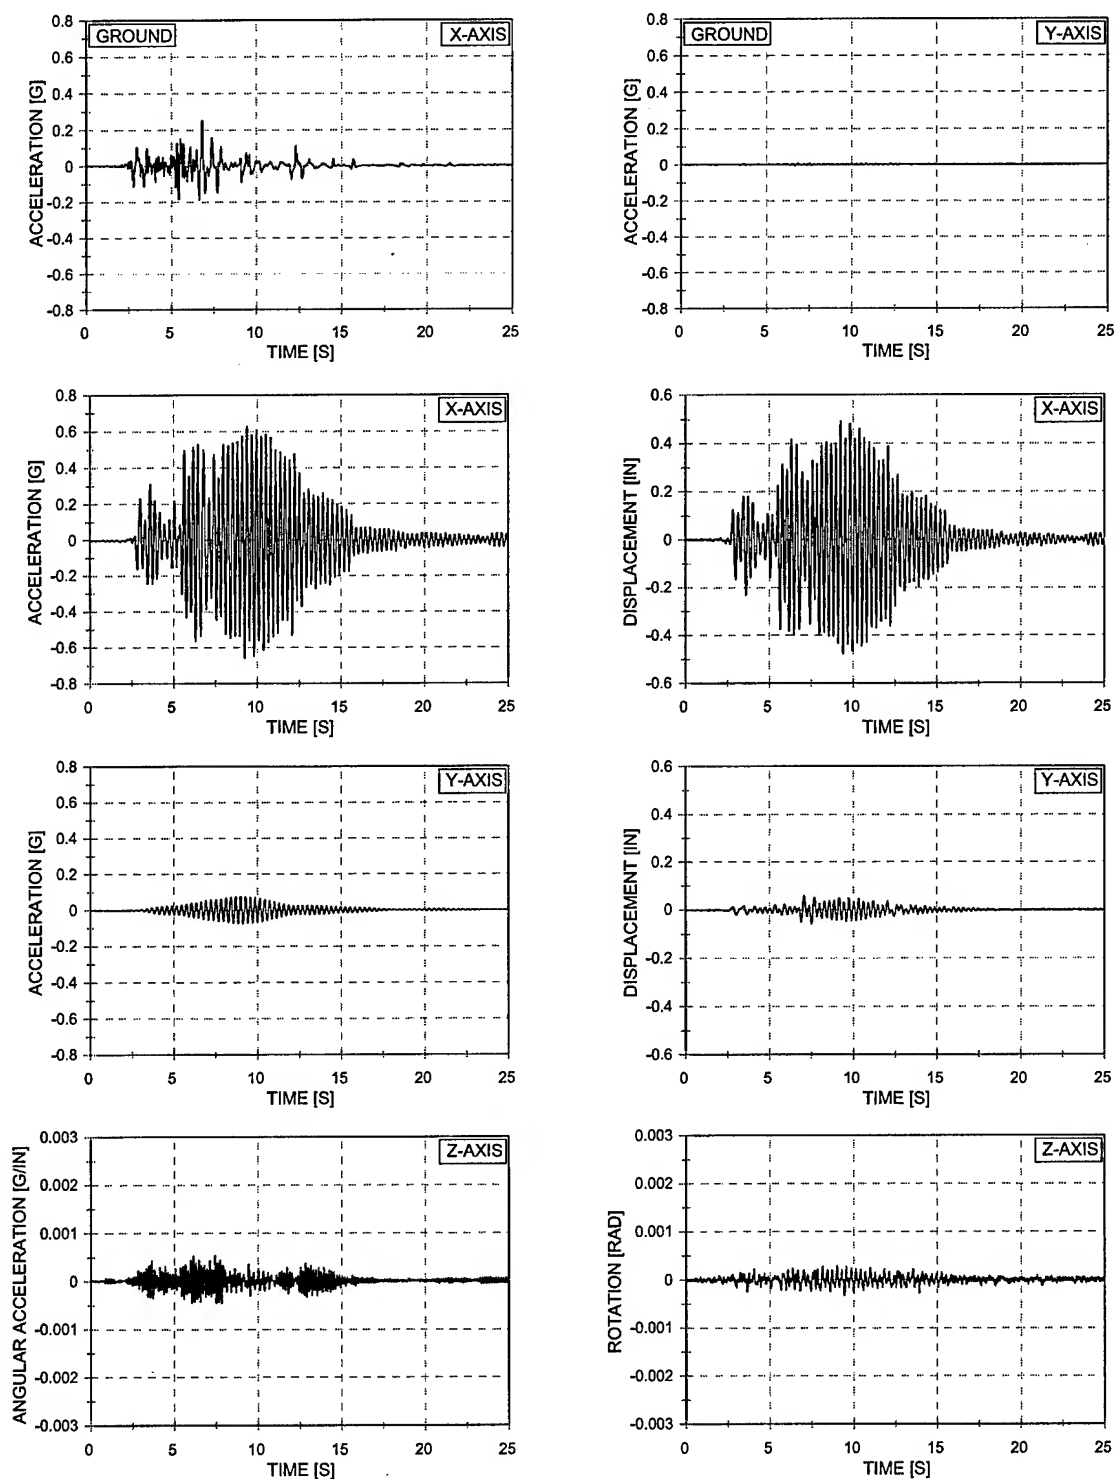 GROUND
X-AXIS
ACCELERATION [G]
0.8
0.6
0.4
0.2
0
-0.2
-0.4
-0.6
-0.8
0 5 10 15 20 25
TIME [S]
GROUND
Y-AXIS
ACCELERATION [G]
0.8
0.6
0.4
0.2
0
-0.2
-0.4
-0.6
-0.8
0 5 10 15 20 25
TIME [S]
X-AXIS
ACCELERATION [G]
0.8
0.6
0.4
0.2
0
-0.2
-0.4
-0.6
-0.8
0 5 10 15 20 25
TIME [S]
X-AXIS
DISPLACEMENT [IN]
0.6
0.4
0.2
0
-0.2
-0.4
-0.6
0 5 10 15 20 25
TIME [S]
Y-AXIS
ACCELERATION [G]
0.8
0.6
0.4
0.2
0
-0.2
-0.4
-0.6
-0.8
0 5 10 15 20 25
TIME [S]
Y-AXIS
DISPLACEMENT [IN]
0.6
0.4
0.2
0
-0.2
-0.4
-0.6
0 5 10 15 20 25
TIME [S]
Z-AXIS
ANGULAR ACCELERATION [G/IN]
0.003
0.002
0.001
0
-0.001
-0.002
-0.003
0 5 10 15 20 25
TIME [S]
Z-AXIS
ROTATION [RAD]
0.003
0.002
0.001
0
-0.001
-0.002
-0.003
0 5 10 15 20 25
TIME [S]